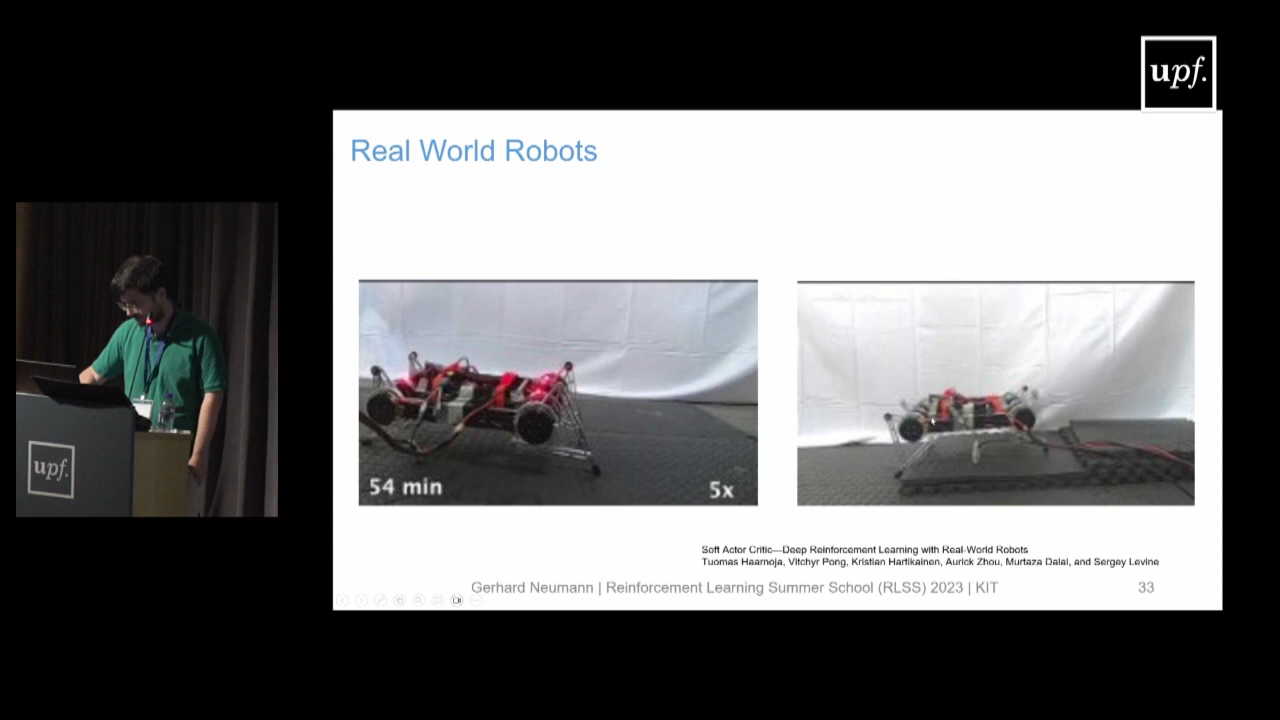 upf.
Real World Robots
54 min
5x
Soft Actor Critic—Deep Reinforcement Learning with Real-World Robots
Tuomas Haarnoja, Vitchyr Pong, Kristian Hartikainen, Aurick Zhou, Murtaza Dalal, and Sergey Levine
Gerhard Neumann | Reinforcement Learning Summer School (RLSS) 2023 | KIT
33
upf.